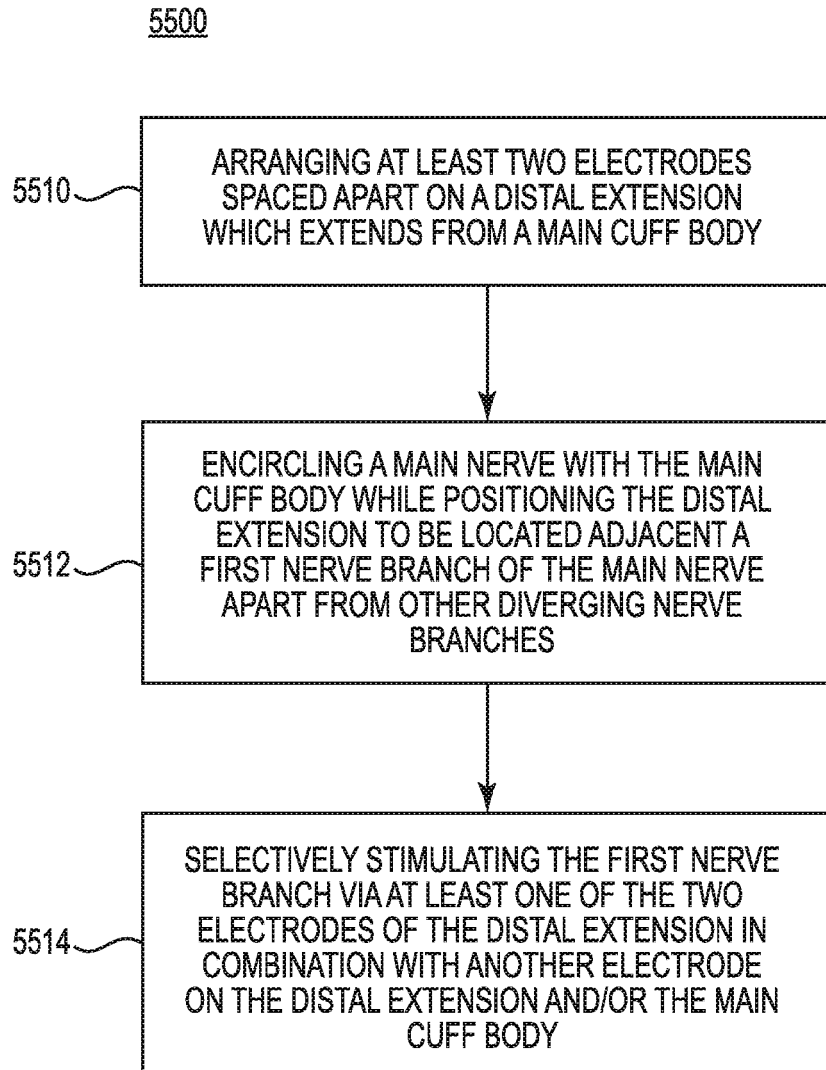 5500
5510
ARRANGING AT LEAST TWO ELECTRODES
SPACED APART ON A DISTAL EXTENSION
WHICH EXTENDS FROM A MAIN CUFF BODY
5512
ENCIRCLING A MAIN NERVE WITH THE MAIN
CUFF BODY WHILE POSITIONING THE DISTAL
EXTENSION TO BE LOCATED ADJACENT A
FIRST NERVE BRANCH OF THE MAIN NERVE
APART FROM OTHER DIVERGING NERVE
BRANCHES
5514
SELECTIVELY STIMULATING THE FIRST NERVE
BRANCH VIA AT LEAST ONE OF THE TWO
ELECTRODES OF THE DISTAL EXTENSION IN
COMBINATION WITH ANOTHER ELECTRODE
ON THE DISTAL EXTENSION AND/OR THE MAIN
CUFF BODY